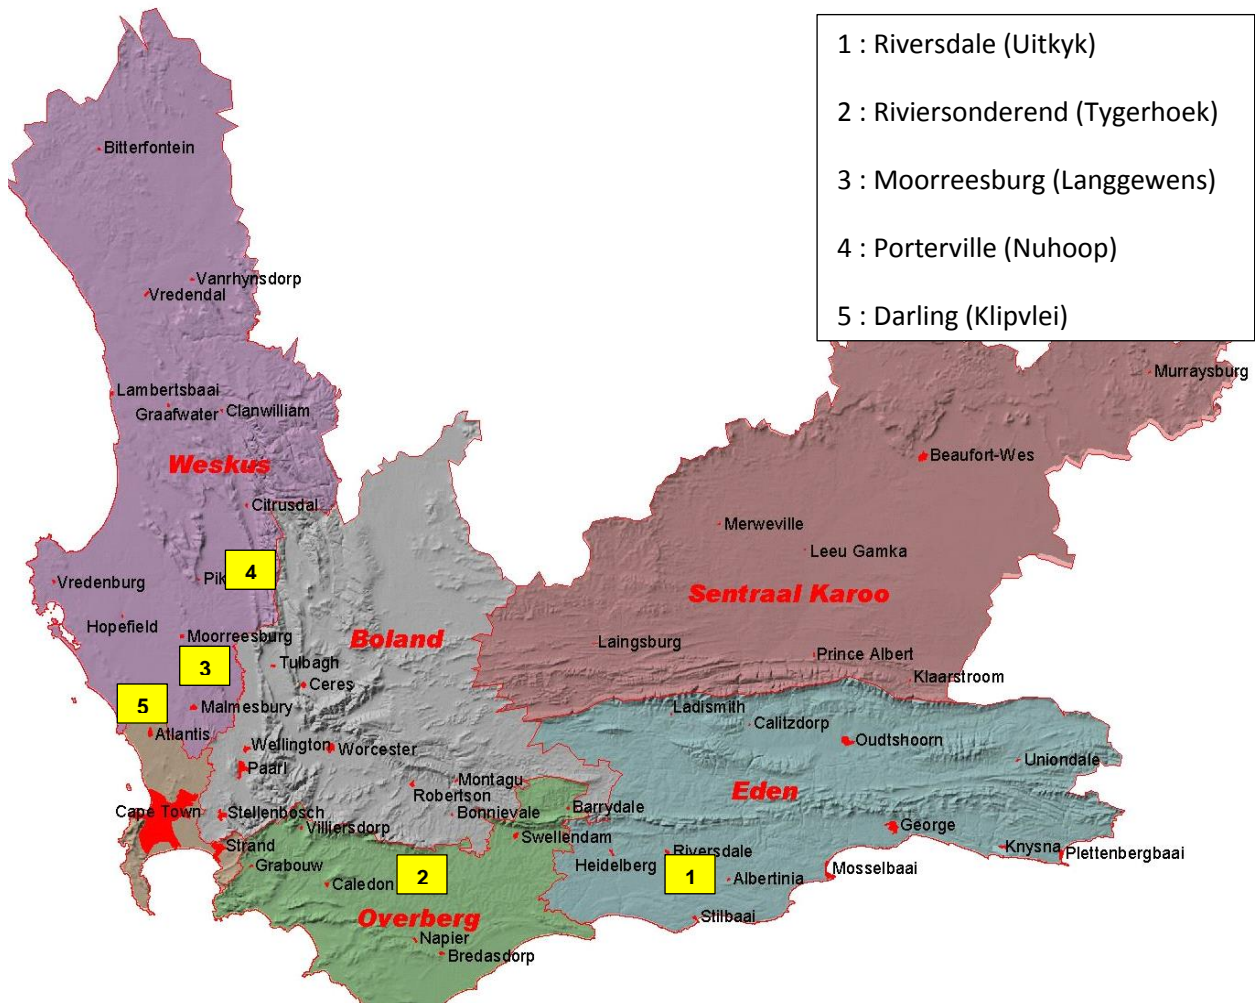 1 : Riversdale (Uitkyk)
2 : Riviersonderend (Tygerhoek)
3 : Moorreesburg (Langgewens)
4 : Porterville (Nuhoop)
5 : Darling (Klipvlei)
Bitterfontein
Vanrhynsdorp
Vredendal
Murraysburg
Lambertsbaai
Graafwater
Clanwilliam
Weskus
Beaufort-Wes
Citrusdal
Merweville
Leeu Gamka
4
Vredenburg
Pik
Sentraal Karoo
Hopefield
Moorreesburg
Boland
Laingsburg
Prince Albert
3
Tulbagh
Ceres
Klaarstroom
5
Malmesbury
Ladismith
Calitzdorp
Atlantis
Oudtshoorn
Wellington
Worcester
Uniondale
Paarl
Montagu
Robertson
Eden
Cape Town
Stellenbosch
Bonnievale
Barrydale
Villiersdorp
George
Swellendam
Strand
Knysna
Plettenbergbaai
Grabouw
Heidelberg
Riversdale
Mosselbaai
Caledon
2
1
Albertinia
Overberg
Stilbaai
Napier
Bredasdorp